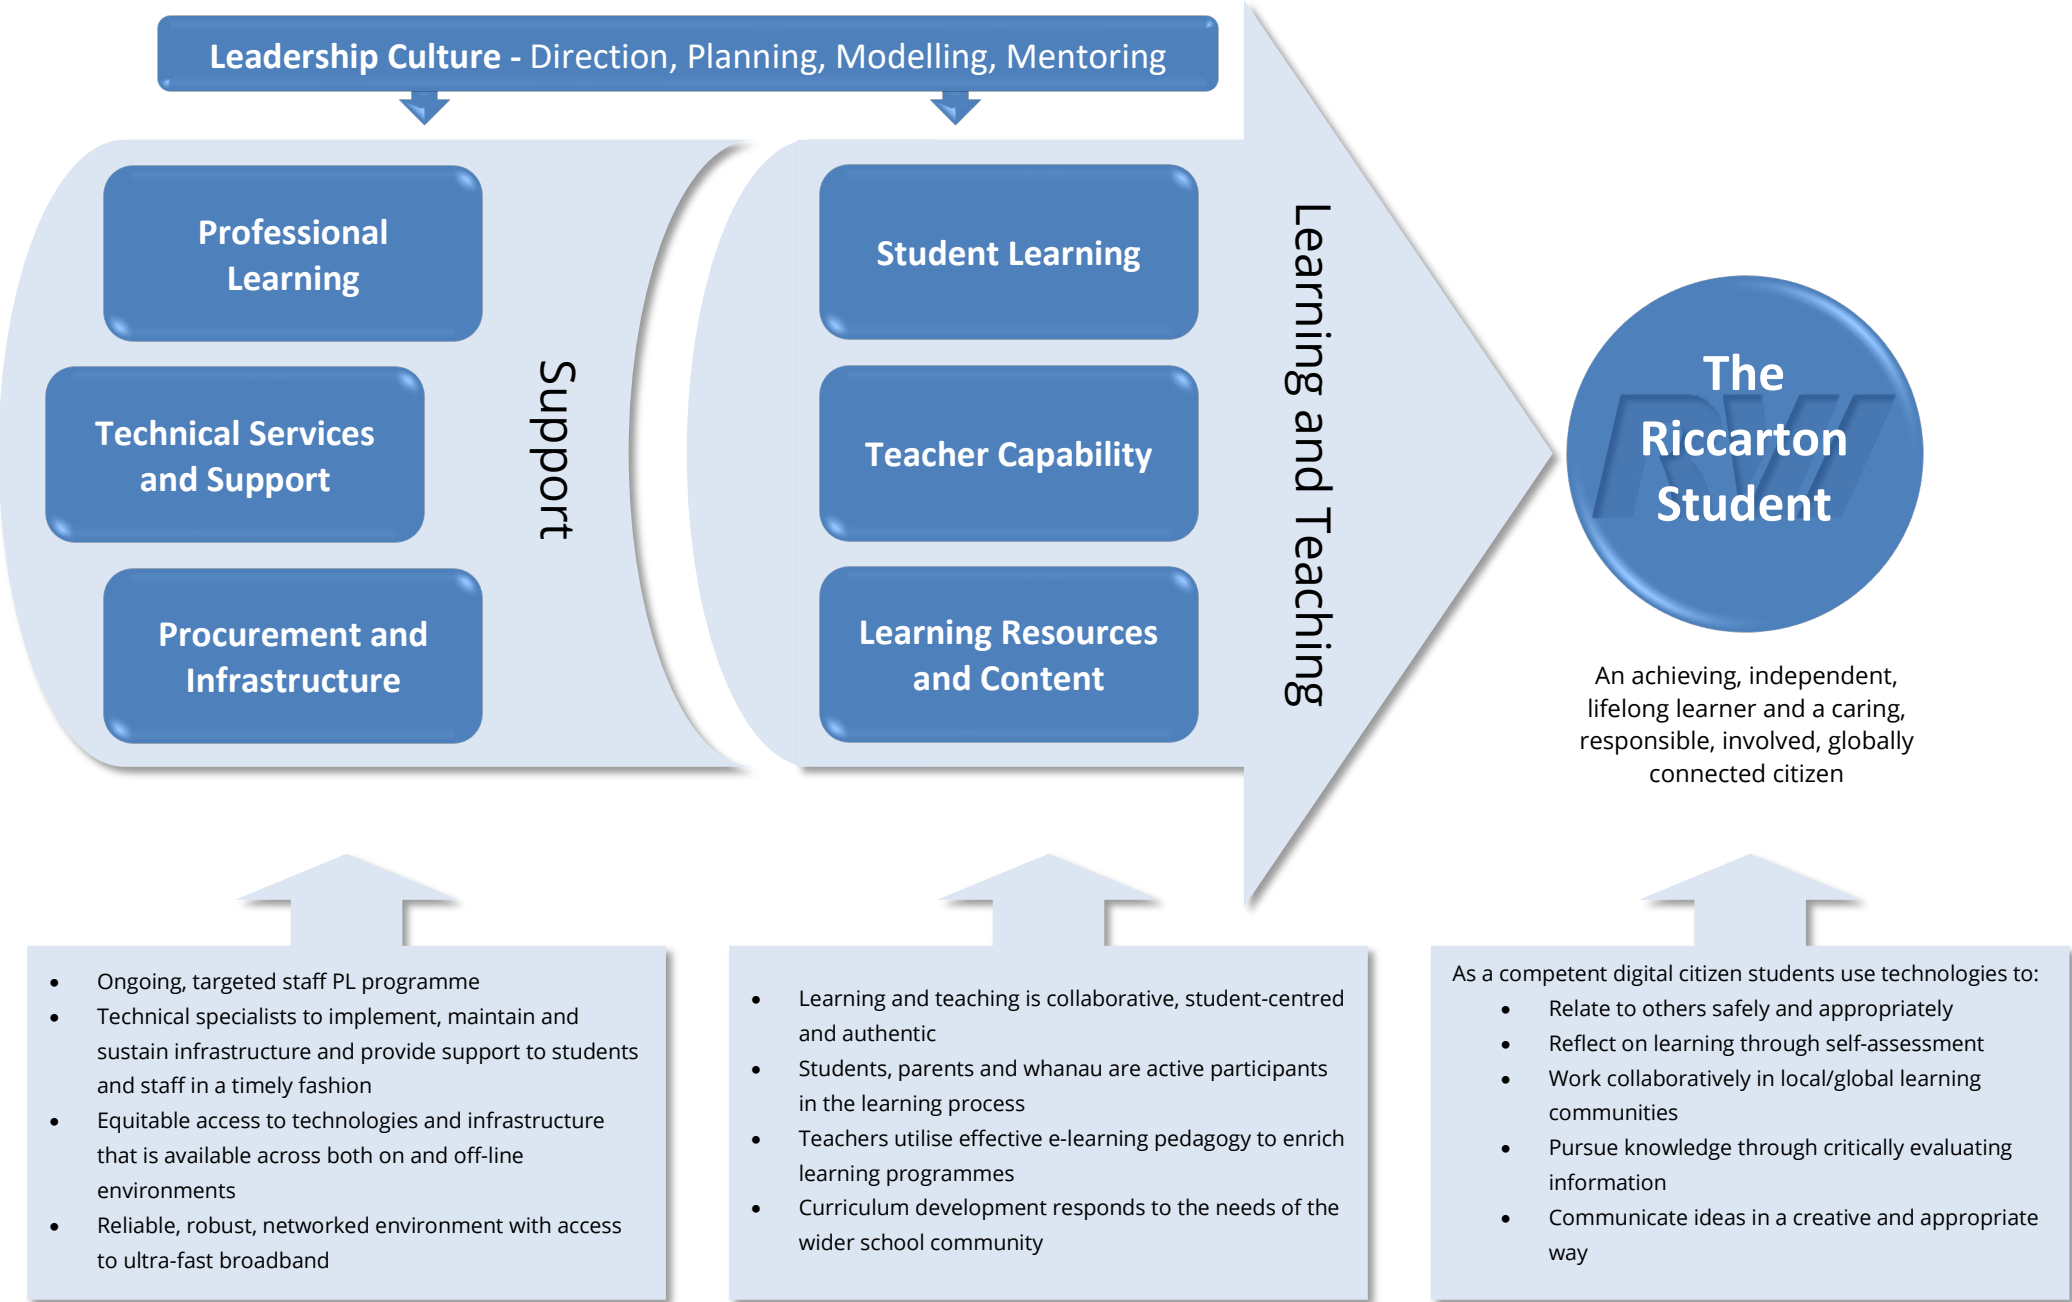 Leadership Culture - Direction, Planning, Modelling, Mentoring
Professional
Learning
Technical Services
and Support
Procurement and
Infrastructure
Support
Student Learning
Teacher Capability
Learning Resources
and Content
Learning and Teaching
The
Riccarton
Student
An achieving, independent,
lifelong learner and a caring,
responsible, involved, globally
connected citizen
• Ongoing, targeted staff PL programme
• Technical specialists to implement, maintain and
sustain infrastructure and provide support to students
and staff in a timely fashion
• Equitable access to technologies and infrastructure
that is available across both on and off-line
environments
• Reliable, robust, networked environment with access
to ultra-fast broadband
• Learning and teaching is collaborative, student-centred
and authentic
• Students, parents and whanau are active participants
in the learning process
• Teachers utilise effective e-learning pedagogy to enrich
learning programmes
• Curriculum development responds to the needs of the
wider school community
As a competent digital citizen students use technologies to:
• Relate to others safely and appropriately
• Reflect on learning through self-assessment
• Work collaboratively in local/global learning
communities
• Pursue knowledge through critically evaluating
information
• Communicate ideas in a creative and appropriate
way